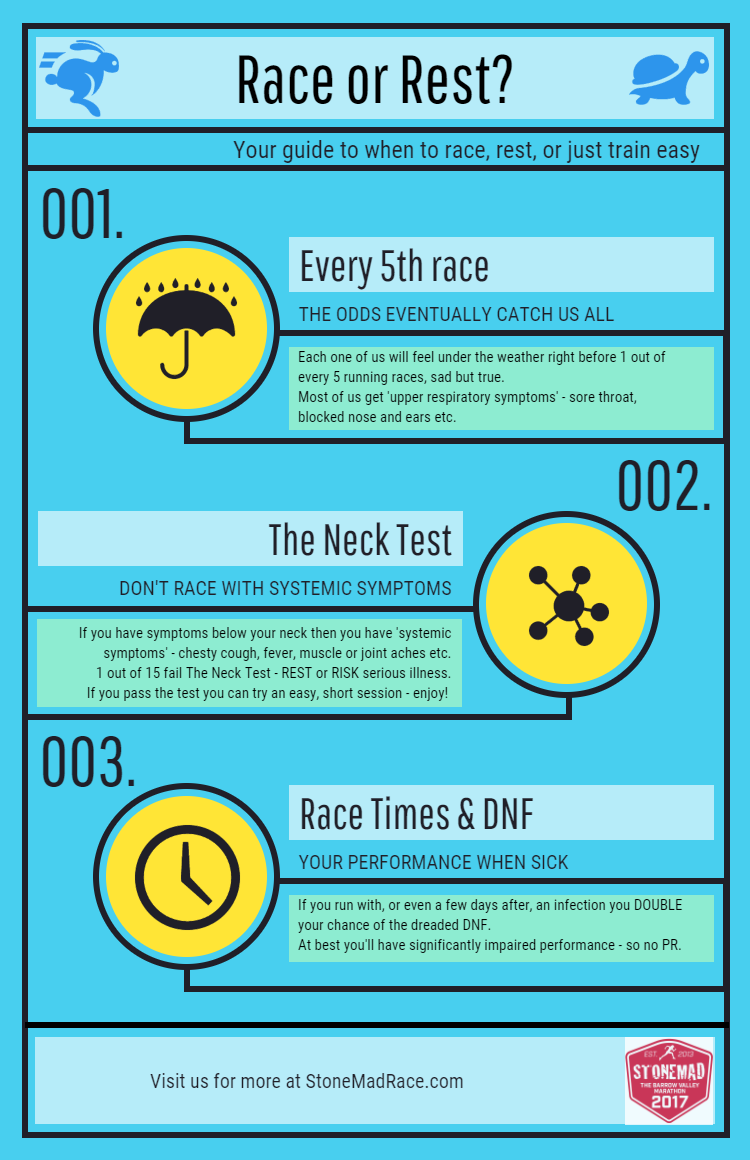 Race or Rest?
Your guide to when to race, rest, or just train easy
001.
Every 5th race
THE ODDS EVENTUALLY CATCH US ALL
Each one of us will feel under the weather right before 1 out of
every 5 running races, sad but true.
Most of us get 'upper respiratory symptoms' - sore throat,
blocked nose and ears etc.
002.
The Neck Test
DON'T RACE WITH SYSTEMIC SYMPTOMS
If you have symptoms below your neck then you have 'systemic
symptoms' - chesty cough, fever, muscle or joint aches etc.
1 out of 15 fail The Neck Test - REST or RISK serious illness.
If you pass the test you can try an easy, short session - enjoy!
003.
Race Times & DNF
YOUR PERFORMANCE WHEN SICK
If you run with, or even a few days after, an infection you DOUBLE
your chance of the dreaded DNF.
At best you'll have significantly impaired performance - so no PR.
Visit us for more at StoneMadRace.com
EST. 2013
STONEMAD
THE BARROW VALLEY
MARATHON
2017